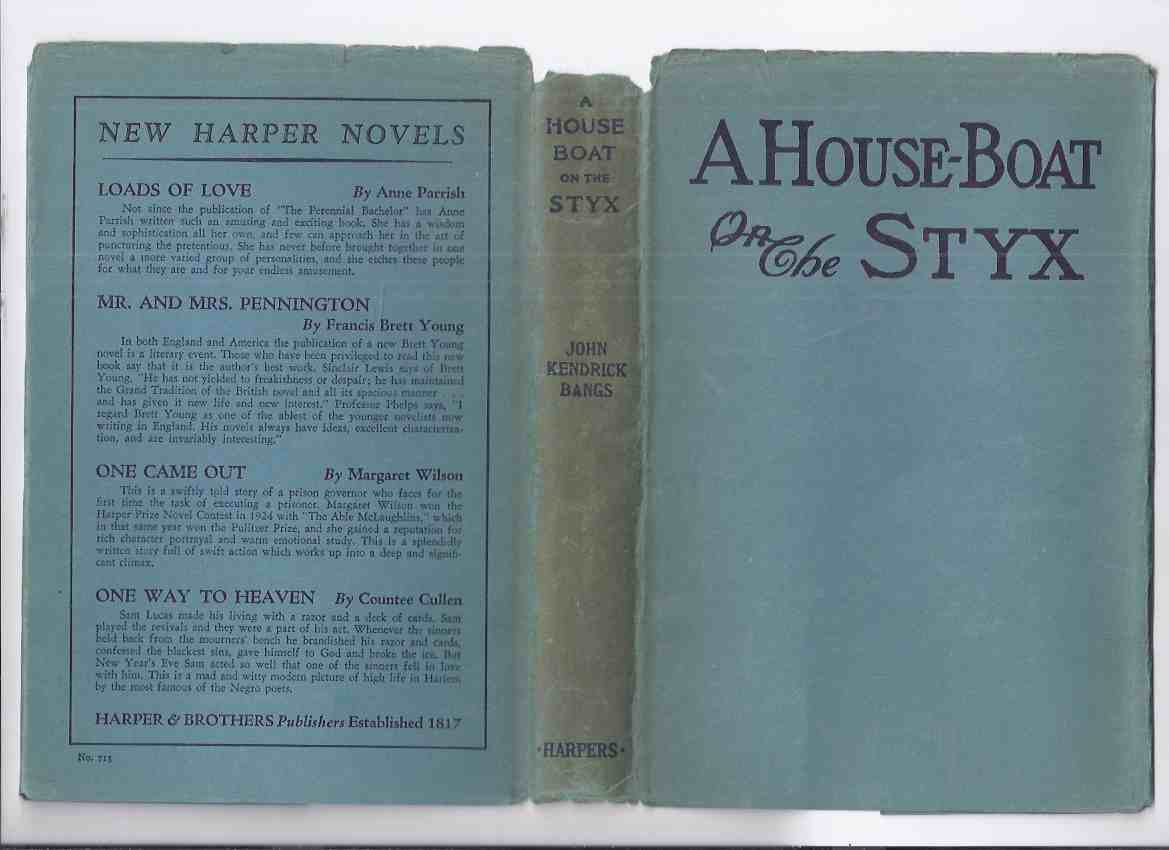 NEW HARPER NOVELS
LOADS OF LOVE By Anne Parrish
Not since the publication of "The Perennial Bachelor" has Anne
Parrish written such an amusing and exciting book. She has a wisdom
and sophistication all her own, and few can approach her in the art of
puncturing the pretentious. She has never before brought together in one
novel a more varied group of personalities, and she etches these people
for what they are and for your endless amusement.
MR. AND MRS. PENNINGTON
By Francis Brett Young
In both England and America the publication of a new Brett Young
novel is a literary event. Those who have been privileged to read this new
book say that it is the author's best work. Sinclair Lewis says of Brett
Young, "He has not yielded to freakishness or despair; he has maintained
the Grand Tradition of the British novel and all its spacious manner . . .
and has given it new life and new interest." Professor Phelps says, "I
regard Brett Young as one of the ablest of the younger novelists now
writing in England. His novels always have ideas, excellent characteriza-
tion, and are invariably interesting."
ONE CAME OUT By Margaret Wilson
This is a swiftly told story of a prison governor who faces for the
first time the task of executing a prisoner. Margaret Wilson won the
Harper Prize Novel Contest in 1924 with "The Able McLaughlins," which
in that same year won the Pulitzer Prize, and she gained a reputation for
rich character portrayal and warm emotional study. This is a splendidly
written story full of swift action which works up into a deep and signifi-
cant climax.
ONE WAY TO HEAVEN By Countee Cullen
Sam Lucas made his living with a razor and a deck of cards. Sam
played the revivals and they were a part of his act. Whenever the sinners
held back from the mourners' bench he brandished his razor and cards,
confessed the blackest sins, gave himself to God and broke the ice. But
New Year's Eve Sam acted so well that one of the sinners fell in love
with him. This is a mad and witty modern picture of high life in Harlem
by the most famous of the Negro poets.
HARPER & BROTHERS Publishers Established 1817
No. 715
A
HOUSE
BOAT
ON THE
STYX
JOHN
KENDRICK
BANGS
·HARPERS·
A HOUSE-BOAT
On The STYX